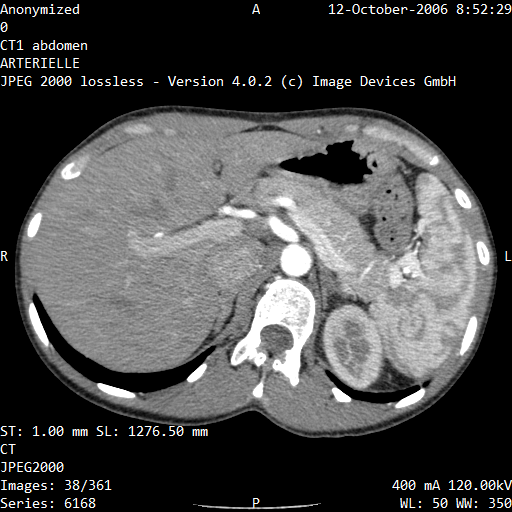 Anonymized
A
12-October-2006 8:52:29
0
CT1 abdomen
ARTERIELLE
JPEG 2000 lossless - Version 4.0.2 (c) Image Devices GmbH
R
L
ST: 1.00 mm SL: 1276.50 mm
CT
JPEG2000
Images: 38/361
400 mA 120.00kV
Series: 6168
P
WL: 50 WW: 350